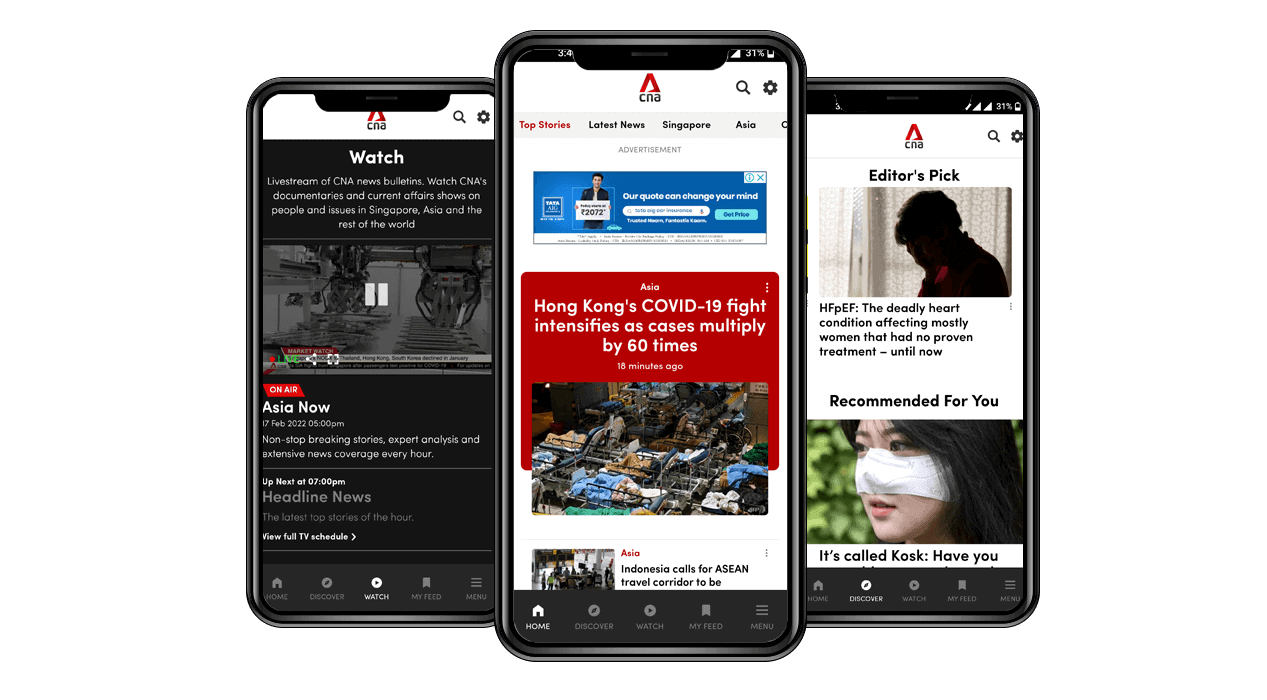 cna
Watch
Livestream of CNA news bulletins. Watch CNA's
documentaries and current affairs shows on
people and issues in Singapore, Asia and the
rest of the world
MARKET WATCH
Thailand, Hong Kong, South Korea declined in January
ON AIR
Asia Now
17 Feb 2022 05:00pm
Non-stop breaking stories, expert analysis and
extensive news coverage every hour.
Up Next at 07:00pm
Headline News
The latest top stories of the hour.
View full TV schedule
HOME DISCOVER WATCH MY FEED MENU
3:4 31%
cna
Top Stories Latest News Singapore Asia
ADVERTISEMENT
TATA
AIG
Policy starts at
₹2072*
Our quote can change your mind
tata aig car insurance
Get Price
Trusted Naam, Fantastic Kaam.
Asia
Hong Kong's COVID-19 fight
intensifies as cases multiply
by 60 times
18 minutes ago
Asia
Indonesia calls for ASEAN
travel corridor to be
HOME DISCOVER WATCH MY FEED MENU
31%
cna
Editor's Pick
HFpEF: The deadly heart
condition affecting mostly
women that had no proven
treatment – until now
Recommended For You
It's called Kosk: Have you
HOME DISCOVER WATCH MY FEED MENU